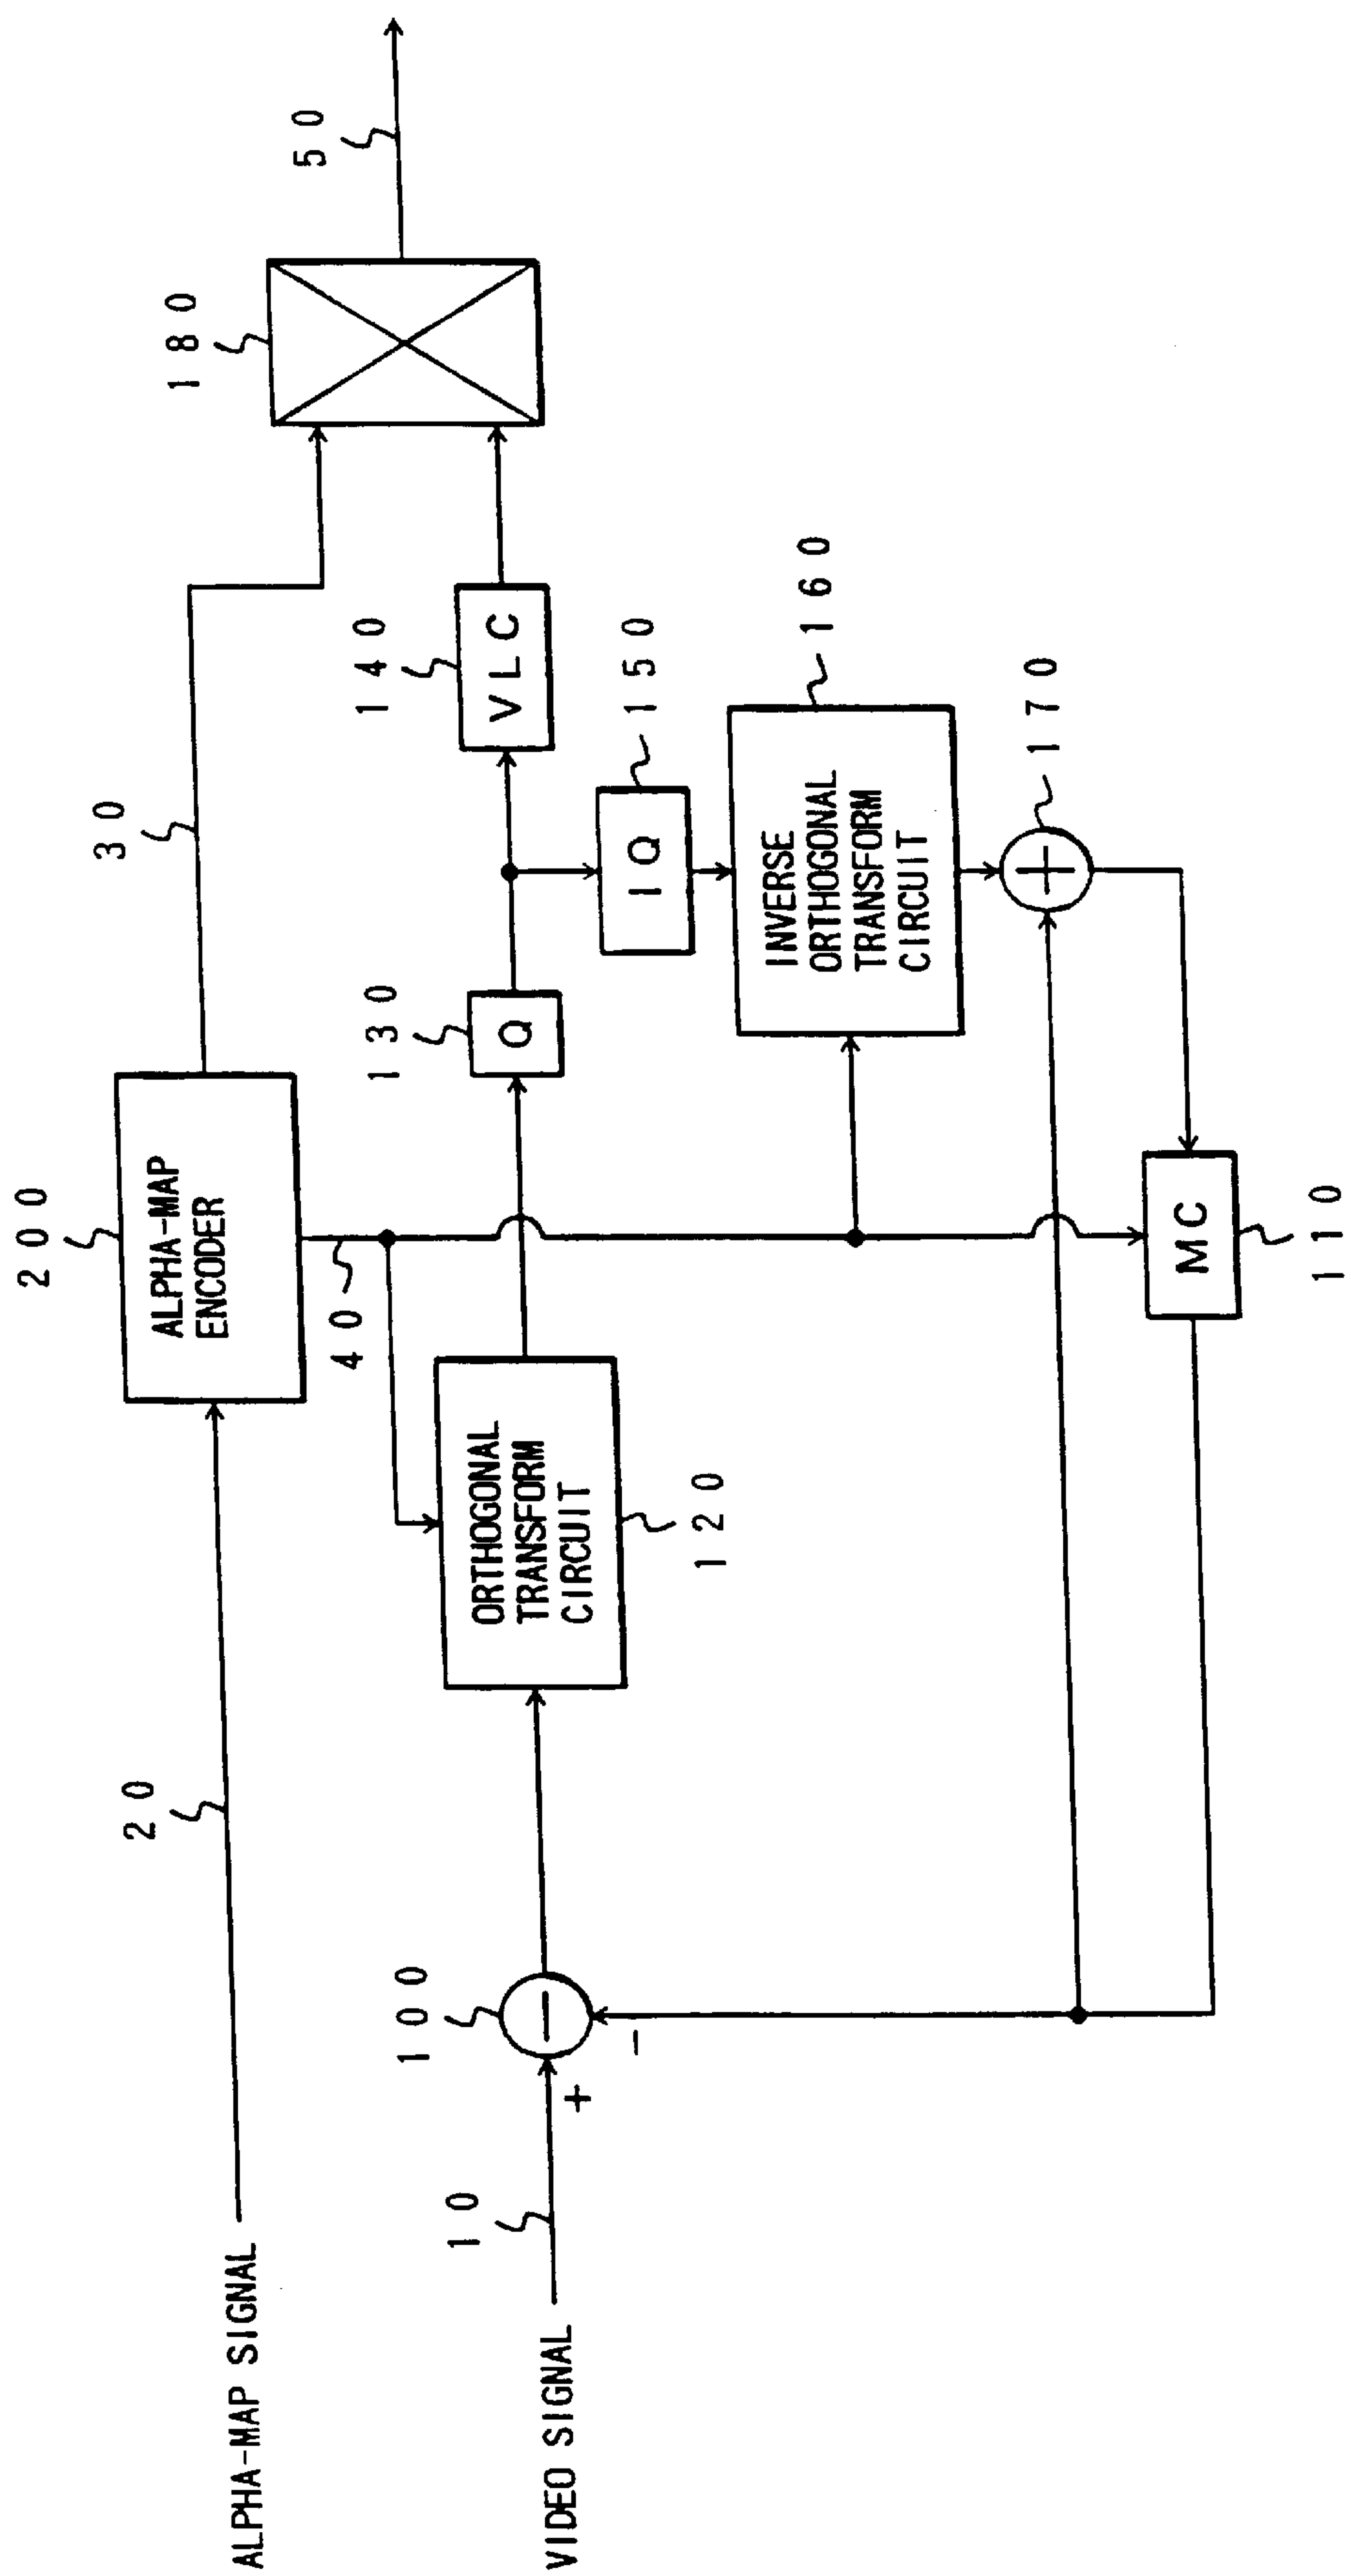 ALPHA-MAP SIGNAL
20
200
ALPHA-MAP
ENCODER
30
180
50
VIDEO SIGNAL
10
+
−
100
−
ORTHOGONAL
TRANSFORM
CIRCUIT
120
40
130
Q
140
VLC
IQ
150
INVERSE
ORTHOGONAL
TRANSFORM
CIRCUIT
160
+
170
MC
110